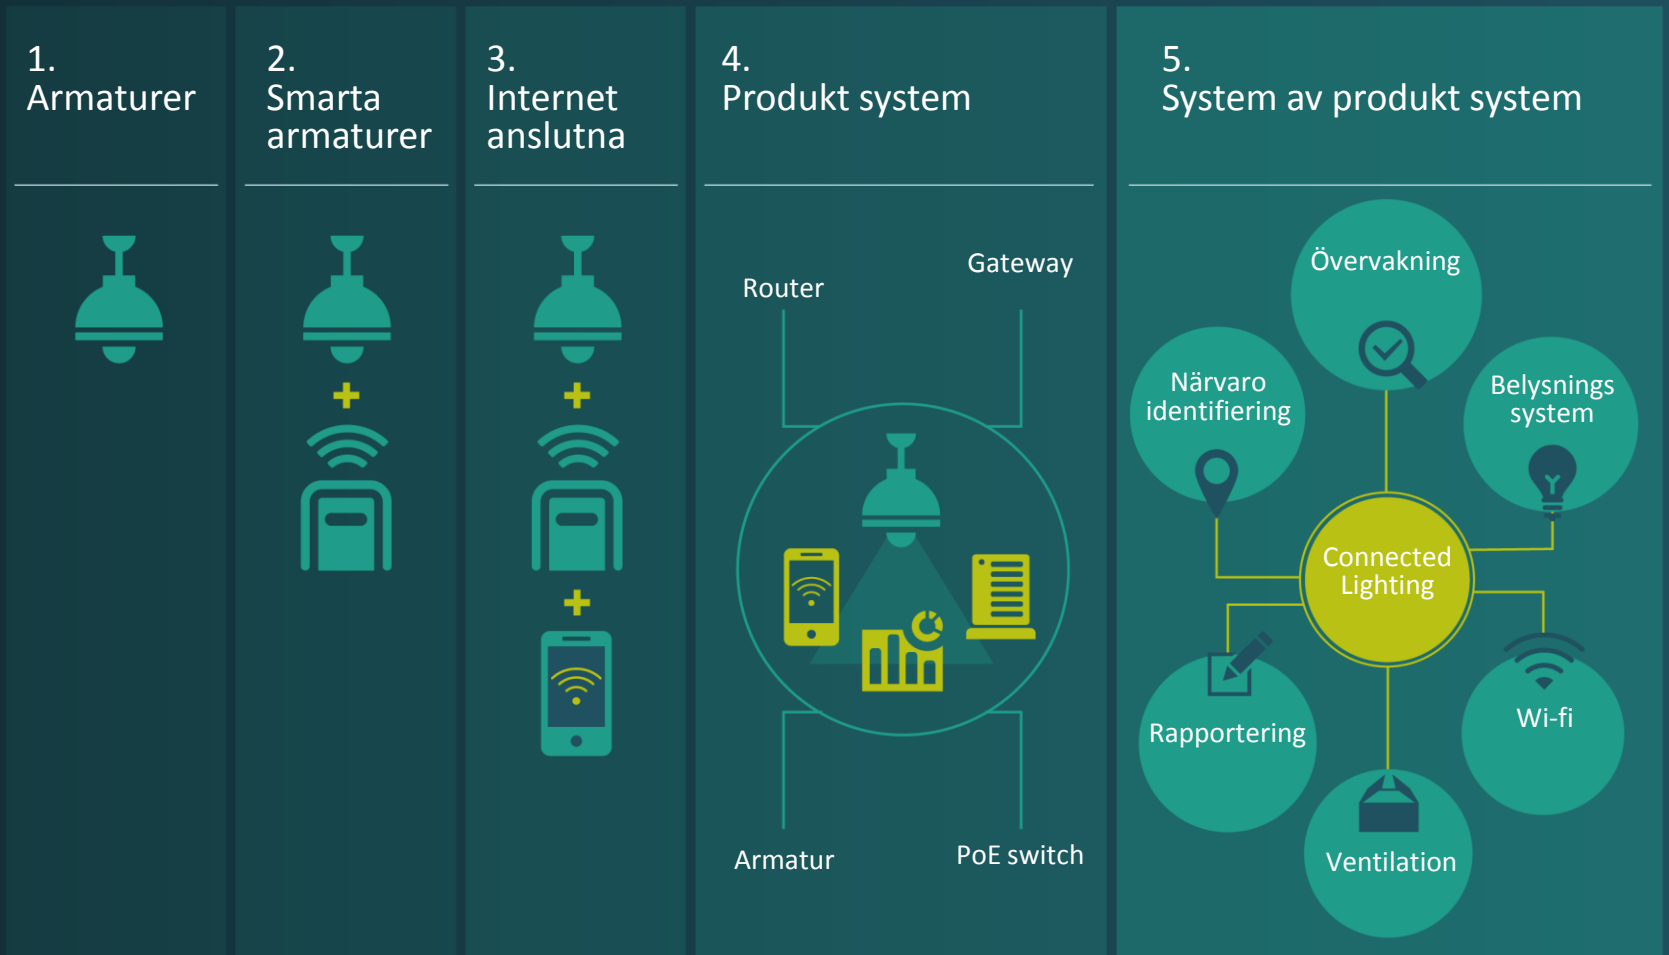 1.
Armaturer
2.
Smarta
armaturer
3.
Internet
anslutna
4.
Produkt system
Router
Gateway
Armatur
PoE switch
5.
System av produkt system
Övervakning
Närvaro
identifiering
Belysnings
system
Connected
Lighting
Rapportering
Wi-fi
Ventilation